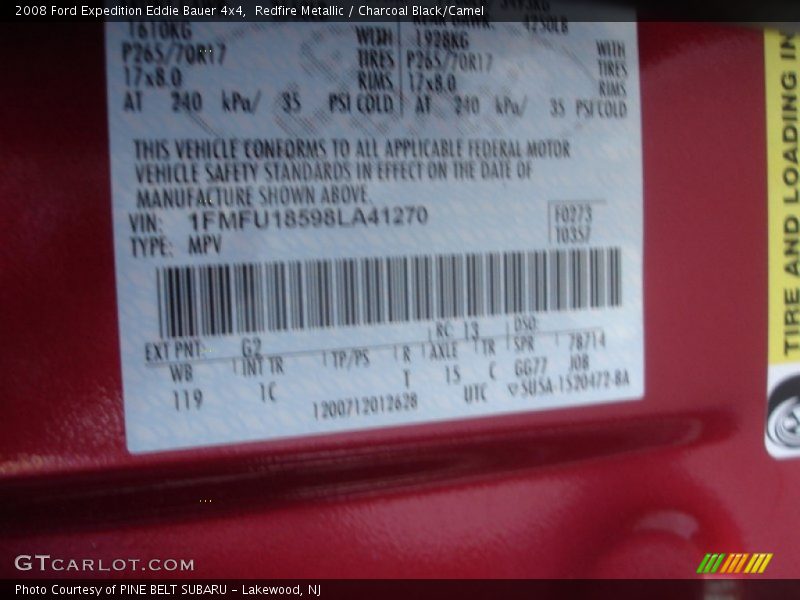 2008 Ford Expedition Eddie Bauer 4x4, Redfire Metallic / Charcoal Black/Camel
1610KG WITH 1928KG 4250LB WITH
P265/70R17 TIRES P265/70R17 TIRES
17x8.0 RIMS 17x8.0 RIMS
AT 240 kPa/ 35 PSI COLD AT 240 kPa/ 35 PSI COLD
THIS VEHICLE CONFORMS TO ALL APPLICABLE FEDERAL MOTOR
VEHICLE SAFETY STANDARDS IN EFFECT ON THE DATE OF
MANUFACTURE SHOWN ABOVE.
VIN: 1FMFU18598LA41270 F0273
TYPE: MPV T0357
EXT PNT: G2 RC 13 DSO:
WB INT TR TP/PS R AXLE TR SPR 78714
119 1C T 15 C GG77 JOB
1200712012628 UTC ▽5U5A-1520472-BA
TIRE AND LOADING IN
GTCARLOT.COM
Photo Courtesy of PINE BELT SUBARU - Lakewood, NJ